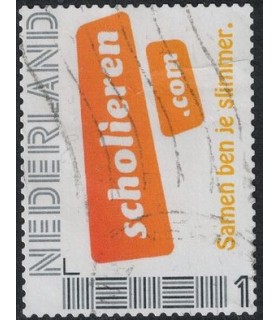 NEDERLAND
scholieren
.com
Samen ben je slimmer.
1